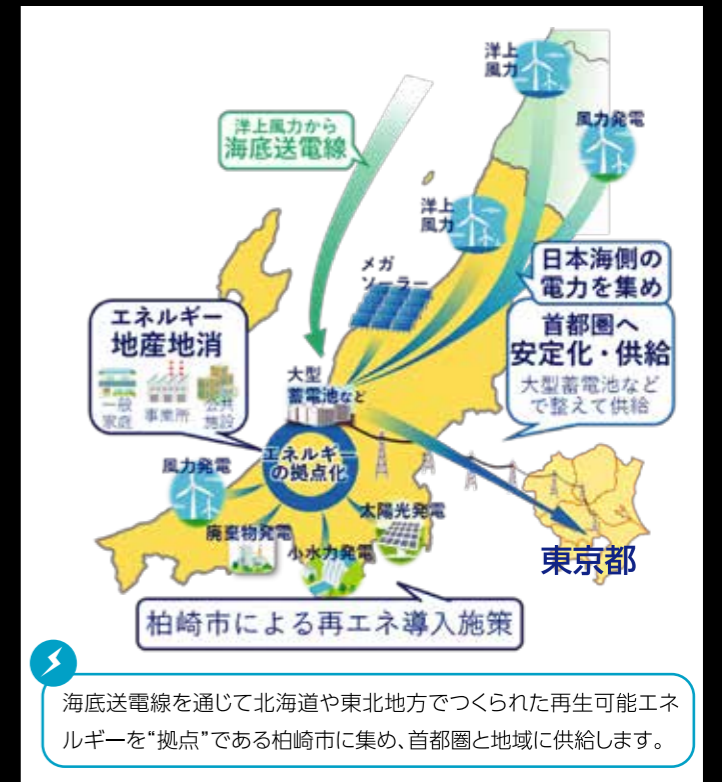 洋上
風力
風力発電
洋上風力から
海底送電線
洋上
風力
日本海側の
電力を集め
メガ
ソーラー
エネルギー
地産地消
一般
家庭
事業所
公共
施設
首都圏へ
安定化・供給
大型蓄電池など
で整えて供給
大型
蓄電池など
エネルギー
の拠点化
風力発電
廃棄物発電
小水力発電
太陽光発電
東京都
柏崎市による再エネ導入施策
海底送電線を通じて北海道や東北地方でつくられた再生可能エネ
ルギーを“拠点”である柏崎市に集め、首都圏と地域に供給します。